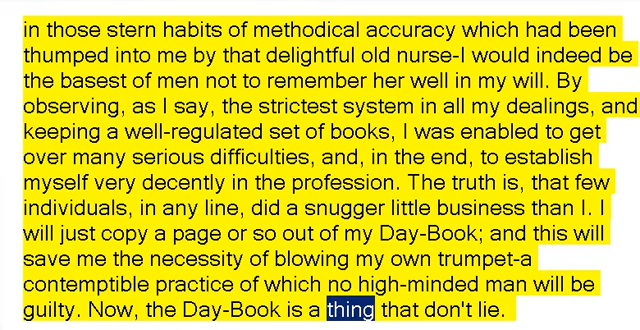 in those stern habits of methodical accuracy which had been
thumped into me by that delightful old nurse-I would indeed be
the basest of men not to remember her well in my will. By
observing, as I say, the strictest system in all my dealings, and
keeping a well-regulated set of books, I was enabled to get
over many serious difficulties, and, in the end, to establish
myself very decently in the profession. The truth is, that few
individuals, in any line, did a snugger little business than I. I
will just copy a page or so out of my Day-Book; and this will
save me the necessity of blowing my own trumpet-a
contemptible practice of which no high-minded man will be
guilty. Now, the Day-Book is a thing that don't lie.